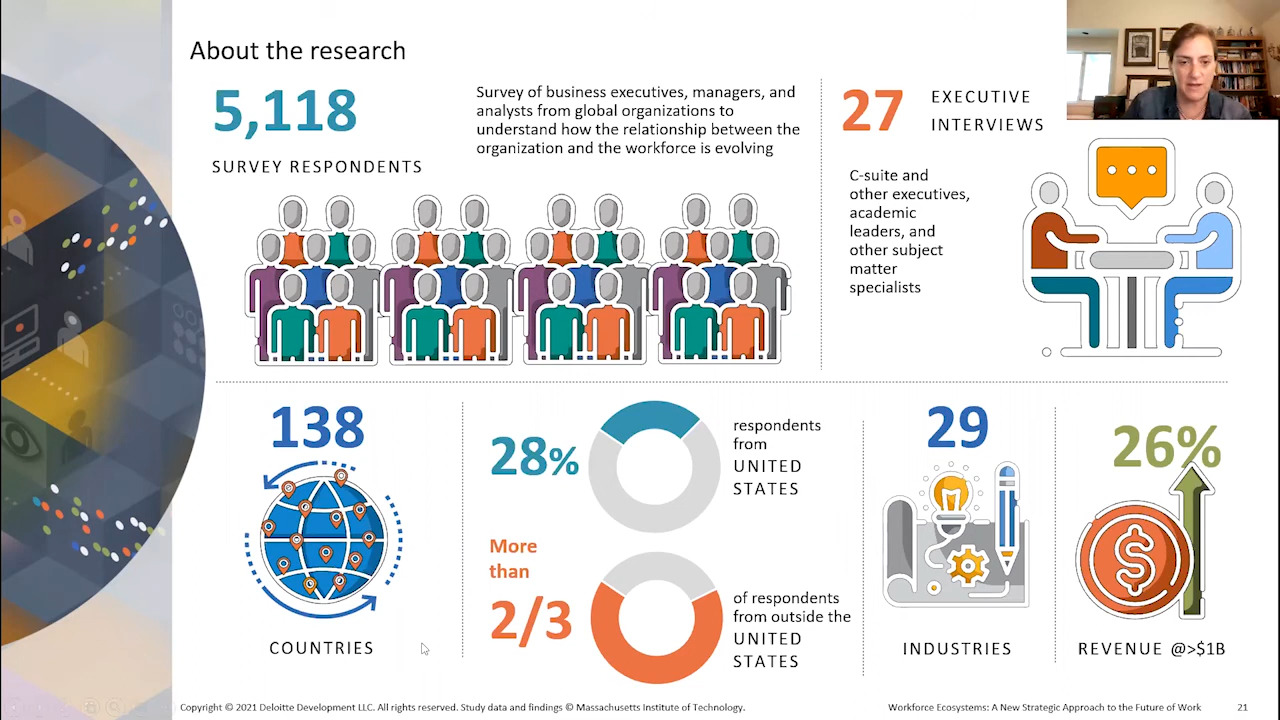 About the research
5,118
SURVEY RESPONDENTS
Survey of business executives, managers, and
analysts from global organizations to
understand how the relationship between the
organization and the workforce is evolving
27
EXECUTIVE
INTERVIEWS
C-suite and
other executives,
academic
leaders, and
other subject
matter
specialists
138
COUNTRIES
28%
respondents
from
UNITED
STATES
More
than
2/3
of respondents
from outside the
UNITED
STATES
29
INDUSTRIES
26%
$
REVENUE @>$1B
Copyright © 2021 Deloitte Development LLC. All rights reserved. Study data and findings © Massachusetts Institute of Technology.
Workforce Ecosystems: A New Strategic Approach to the Future of Work
21